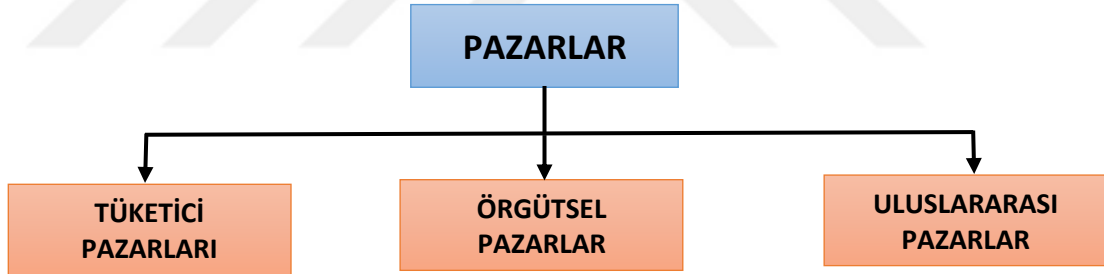 PAZARLAR
TÜKETİCİ
PAZARLARI
ÖRGÜTSEL
PAZARLAR
ULUSLARARASI
PAZARLAR